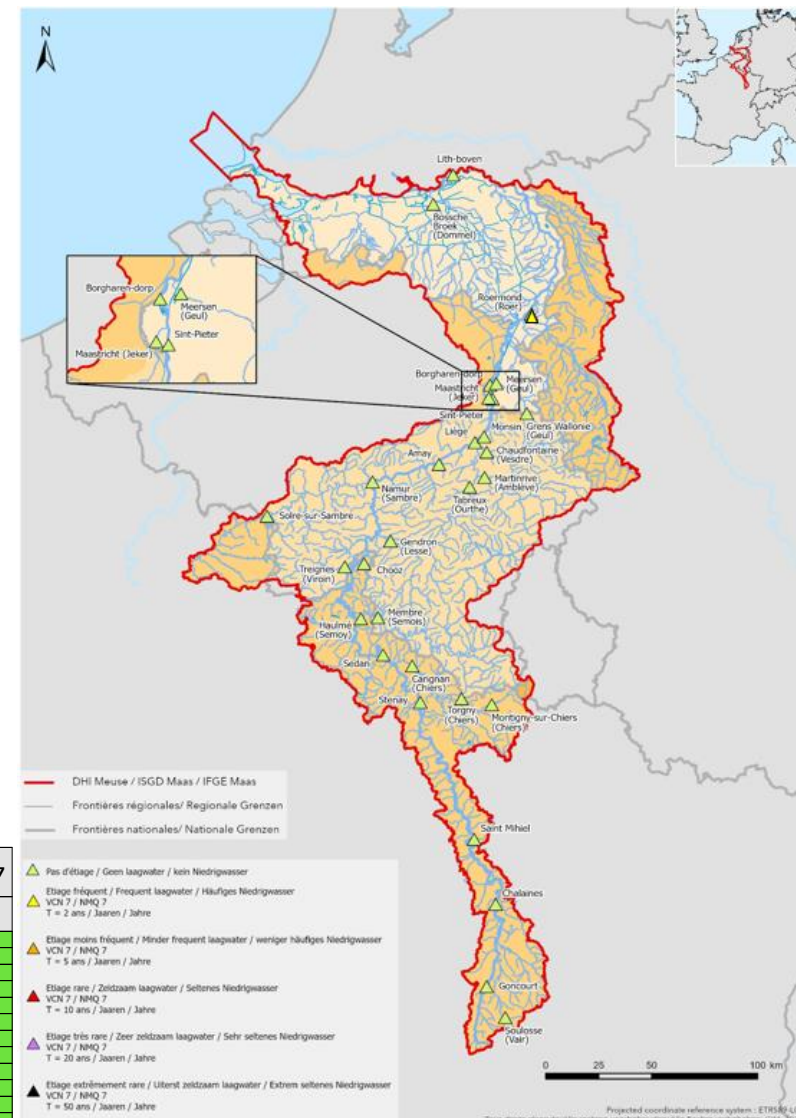 N
Lith-boven
Bossche
Broek
(Dommel)
Roermond
(Roer)
Borgharen-dorp
Meersen
(Geul)
Sint-Pieter
Maastricht (Jeker)
Borgharen-dorp
Maastricht
(Jeker)
Meersen
(Geul)
Sint-Pieter
Monsin
Grens Wallonie
(Geul)
Liège
Chaudfontaine
(Vesdre)
Amay
Martinrive
(Amblève)
Namur
(Sambre)
Tabreux
(Ourthe)
Solre-sur-Sambre
Gendron
(Lesse)
Treignes
(Viroin)
Chooz
Membre
(Semois)
Haulmé
(Semoy)
Sedan
Carignan
(Chiers)
Stenay
Torgny
(Chiers)
Montigny-sur-Chiers
(Chiers)
DHI Meuse / ISGD Maas / IFGE Maas
Frontières régionales/ Regionale Grenzen
Frontières nationales/ Nationale Grenzen
Saint Mihiel
Chalaines
Goncourt
Soulosse
(Vair)
7
Pas d'étiage / Geen laagwater / kein Niedrigwasser
Etiage fréquent / Frequent laagwater / Häufiges Niedrigwasser
VCN 7 / NMQ 7
T = 2 ans / Jaaren / Jahre
Etiage moins fréquent / Minder frequent laagwater / weniger häufiges Niedrigwasser
VCN 7 / NMQ 7
T = 5 ans / Jaaren / Jahre
Etiage rare / Zeldzaam laagwater / Seltenes Niedrigwasser
VCN 7 / NMQ 7
T = 10 ans / Jaaren / Jahre
Etiage très rare / Zeer zeldzaam laagwater / Sehr seltenes Niedrigwasser
VCN 7 / NMQ 7
T = 20 ans / Jaaren / Jahre
Etiage extrêmement rare / Uiterst zeldzaam laagwater / Extrem seltenes Niedrigwasser
VCN 7 / NMQ 7
T = 50 ans / Jaaren / Jahre
0 25 50 100 km
Projected coordinate reference system : ETRS89-L